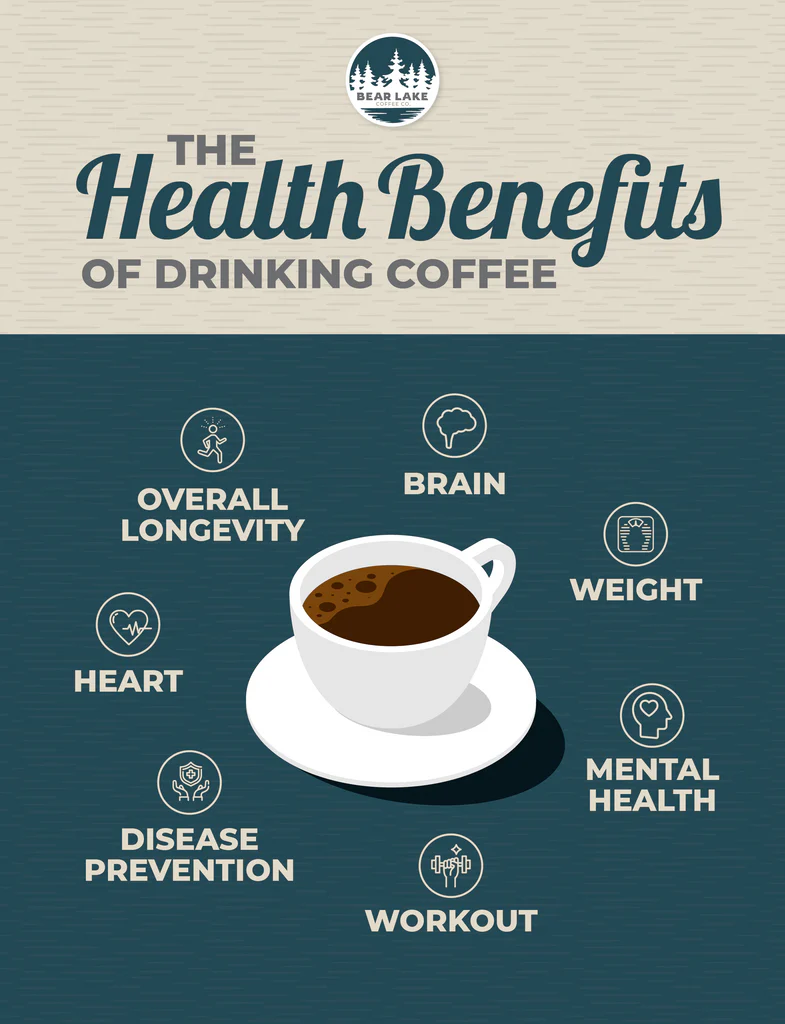 BEAR LAKE
COFFEE CO.
THE
Health Benefits
OF DRINKING COFFEE
OVERALL
LONGEVITY
BRAIN
WEIGHT
HEART
MENTAL
HEALTH
DISEASE
PREVENTION
WORKOUT